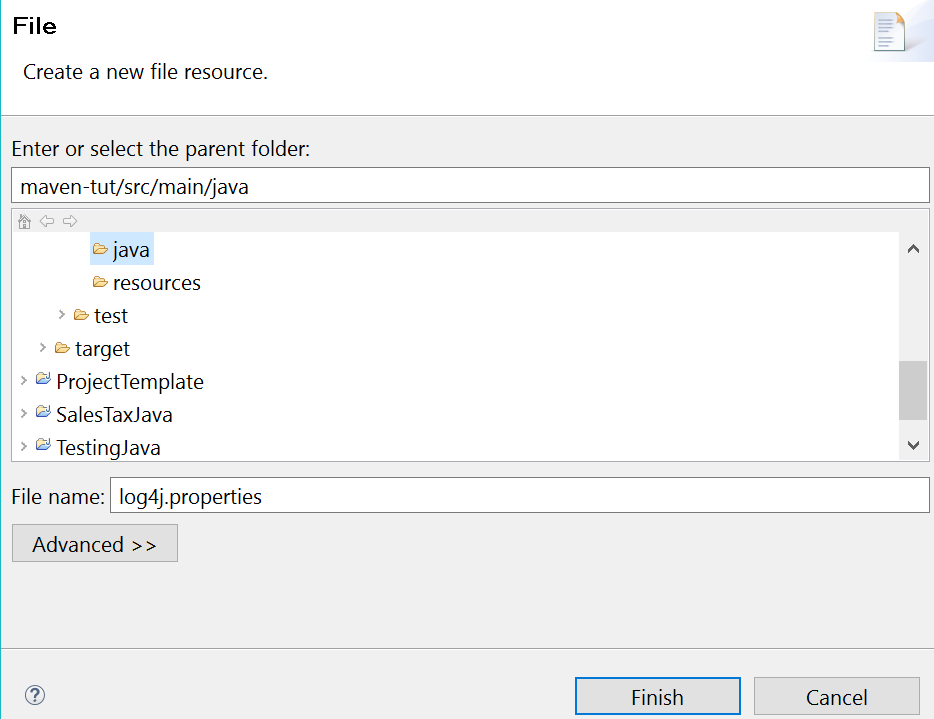 File
Create a new file resource.
Enter or select the parent folder:
maven-tut/src/main/java
java
resources
test
target
ProjectTemplate
SalesTaxJava
TestingJava
File name: log4j.properties
Advanced >>
? Finish Cancel